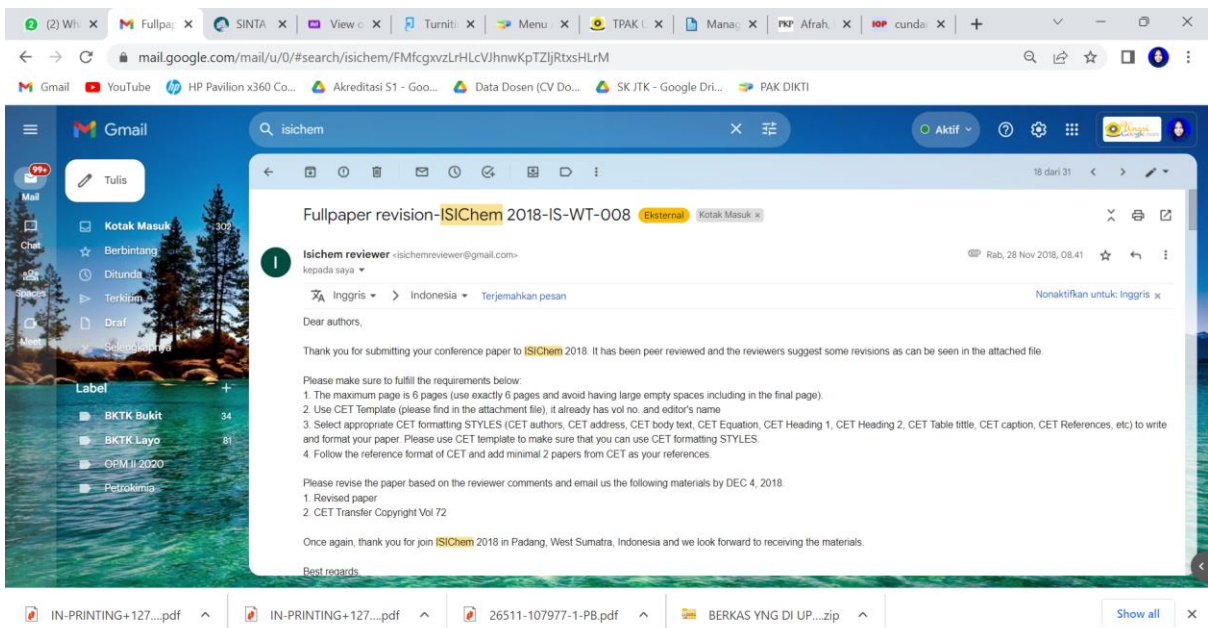 (2) Wh
Fullpap
SINTA
View o
Turniti
Menu
TPAK U
Manag
PKP Afrah,
IOP cunda
mail.google.com/mail/u/0/#search/isichem/FMfcgxvzLrHLcVJhnwKpTZljRtxsHLrM
Gmail
YouTube
HP Pavilion x360 Co...
Akreditasi S1 - Goo...
Data Dosen (CV Do...
SK JTK - Google Dri...
PAK DIKTI
Gmail
isichem
Aktif
99+
Mail
Chat
Spaces
Meet
Tulis
Kotak Masuk 302
Berbintang
Ditunda
Terkirim
Draf
Selengkapnya
Label +
BKTK Bukit 34
BKTK Layo 81
OPM II 2020
Petrokimia
18 dari 31
Fullpaper revision-ISIChem 2018-IS-WT-008 Eksternal Kotak Masuk x
Isichem reviewer <isichemreviewer@gmail.com>
Rab, 28 Nov 2018, 08.41
kepada saya
Inggris > Indonesia Terjemahkan pesan
Nonaktifkan untuk: Inggris x
Dear authors,
Thank you for submitting your conference paper to ISIChem 2018. It has been peer reviewed and the reviewers suggest some revisions as can be seen in the attached file.
Please make sure to fulfill the requirements below:
1. The maximum page is 6 pages (use exactly 6 pages and avoid having large empty spaces including in the final page).
2. Use CET Template (please find in the attachment file), it already has vol no. and editor's name
3. Select appropriate CET formatting STYLES (CET authors, CET address, CET body text, CET Equation, CET Heading 1, CET Heading 2, CET Table tittle, CET caption, CET References, etc) to write
and format your paper. Please use CET template to make sure that you can use CET formatting STYLES.
4. Follow the reference format of CET and add minimal 2 papers from CET as your references.
Please revise the paper based on the reviewer comments and email us the following materials by DEC 4, 2018.
1. Revised paper
2. CET Transfer Copyright Vol 72
Once again, thank you for join ISIChem 2018 in Padang, West Sumatra, Indonesia and we look forward to receiving the materials.
Best regards,
IN-PRINTING+127....pdf
IN-PRINTING+127....pdf
26511-107977-1-PB.pdf
BERKAS YNG DI UP....zip
Show all